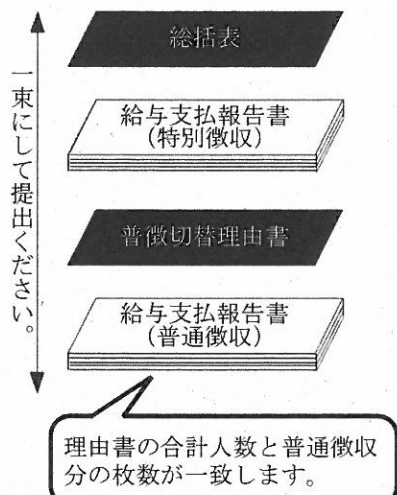 総括表
給与支払報告書
(特別徴収)
普徴切替理由書
給与支払報告書
(普通徴収)
一束にして提出ください。
理由書の合計人数と普通徴収
分の枚数が一致します。